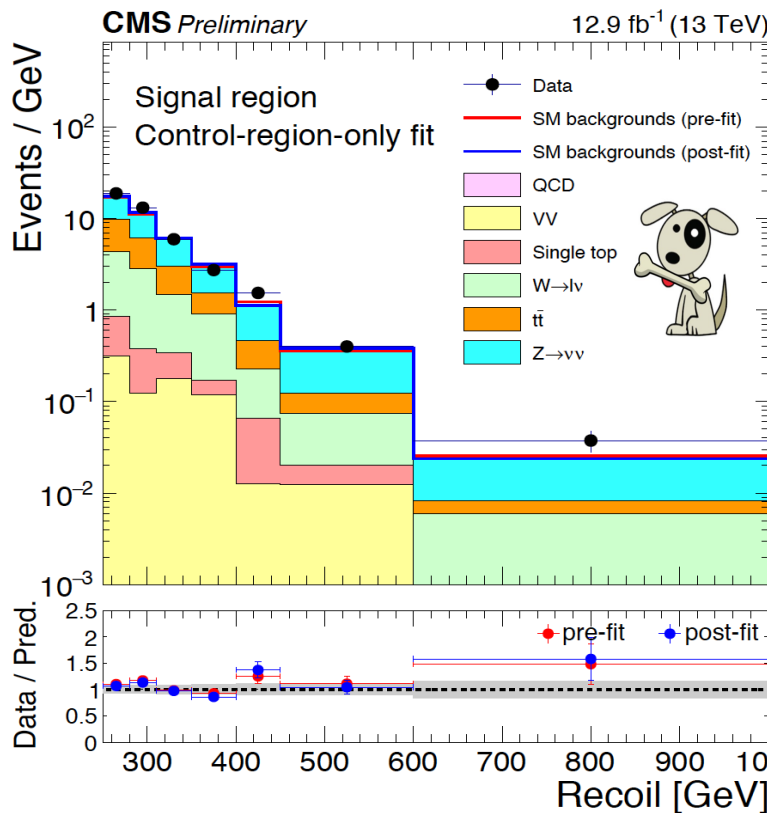 CMS Preliminary 12.9 fb⁻¹ (13 TeV)
Events / GeV
Signal region
Control-region-only fit
Data
SM backgrounds (pre-fit)
SM backgrounds (post-fit)
QCD
VV
Single top
W→lν
tt̄
Z→νν
10²
10
1
10⁻¹
10⁻²
10⁻³
Data / Pred.
2.5
2
1.5
1
0.5
0
pre-fit post-fit
300 400 500 600 700 800 900 10
Recoil [GeV]